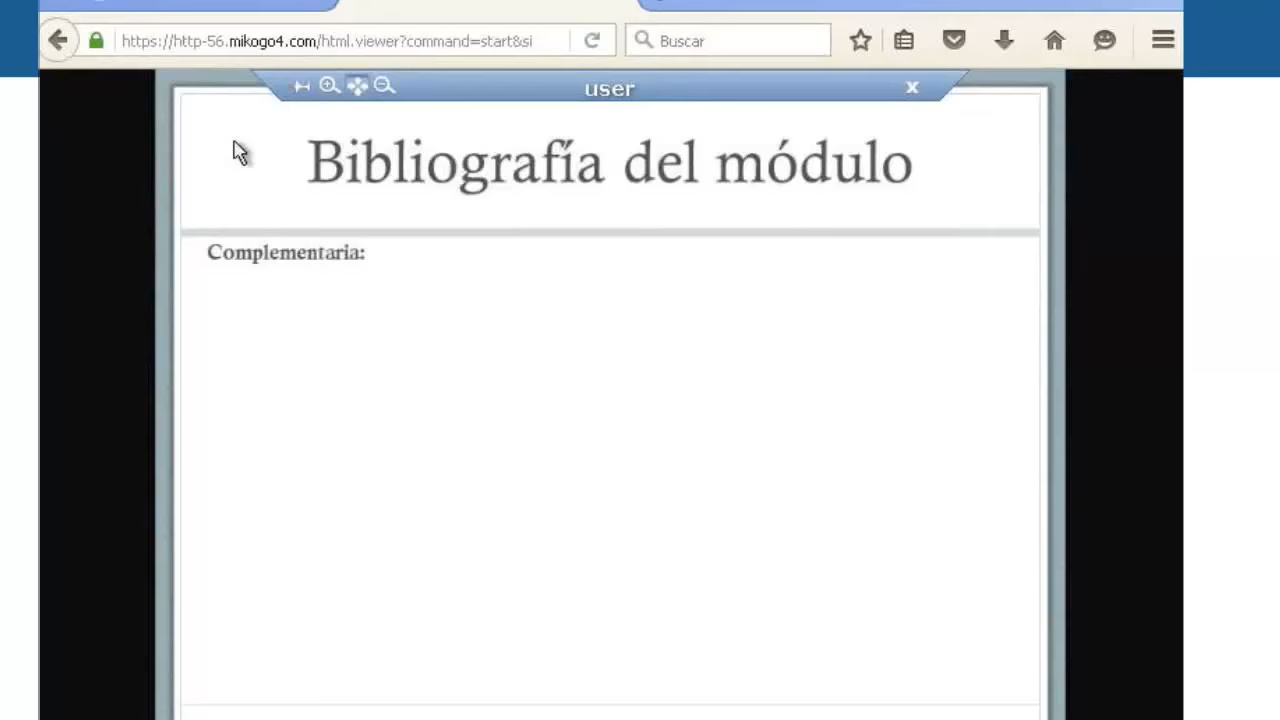 https://http-56.mikogo4.com/html.viewer?command=start&si
Buscar
user
x
Bibliografía del módulo
Complementaria: